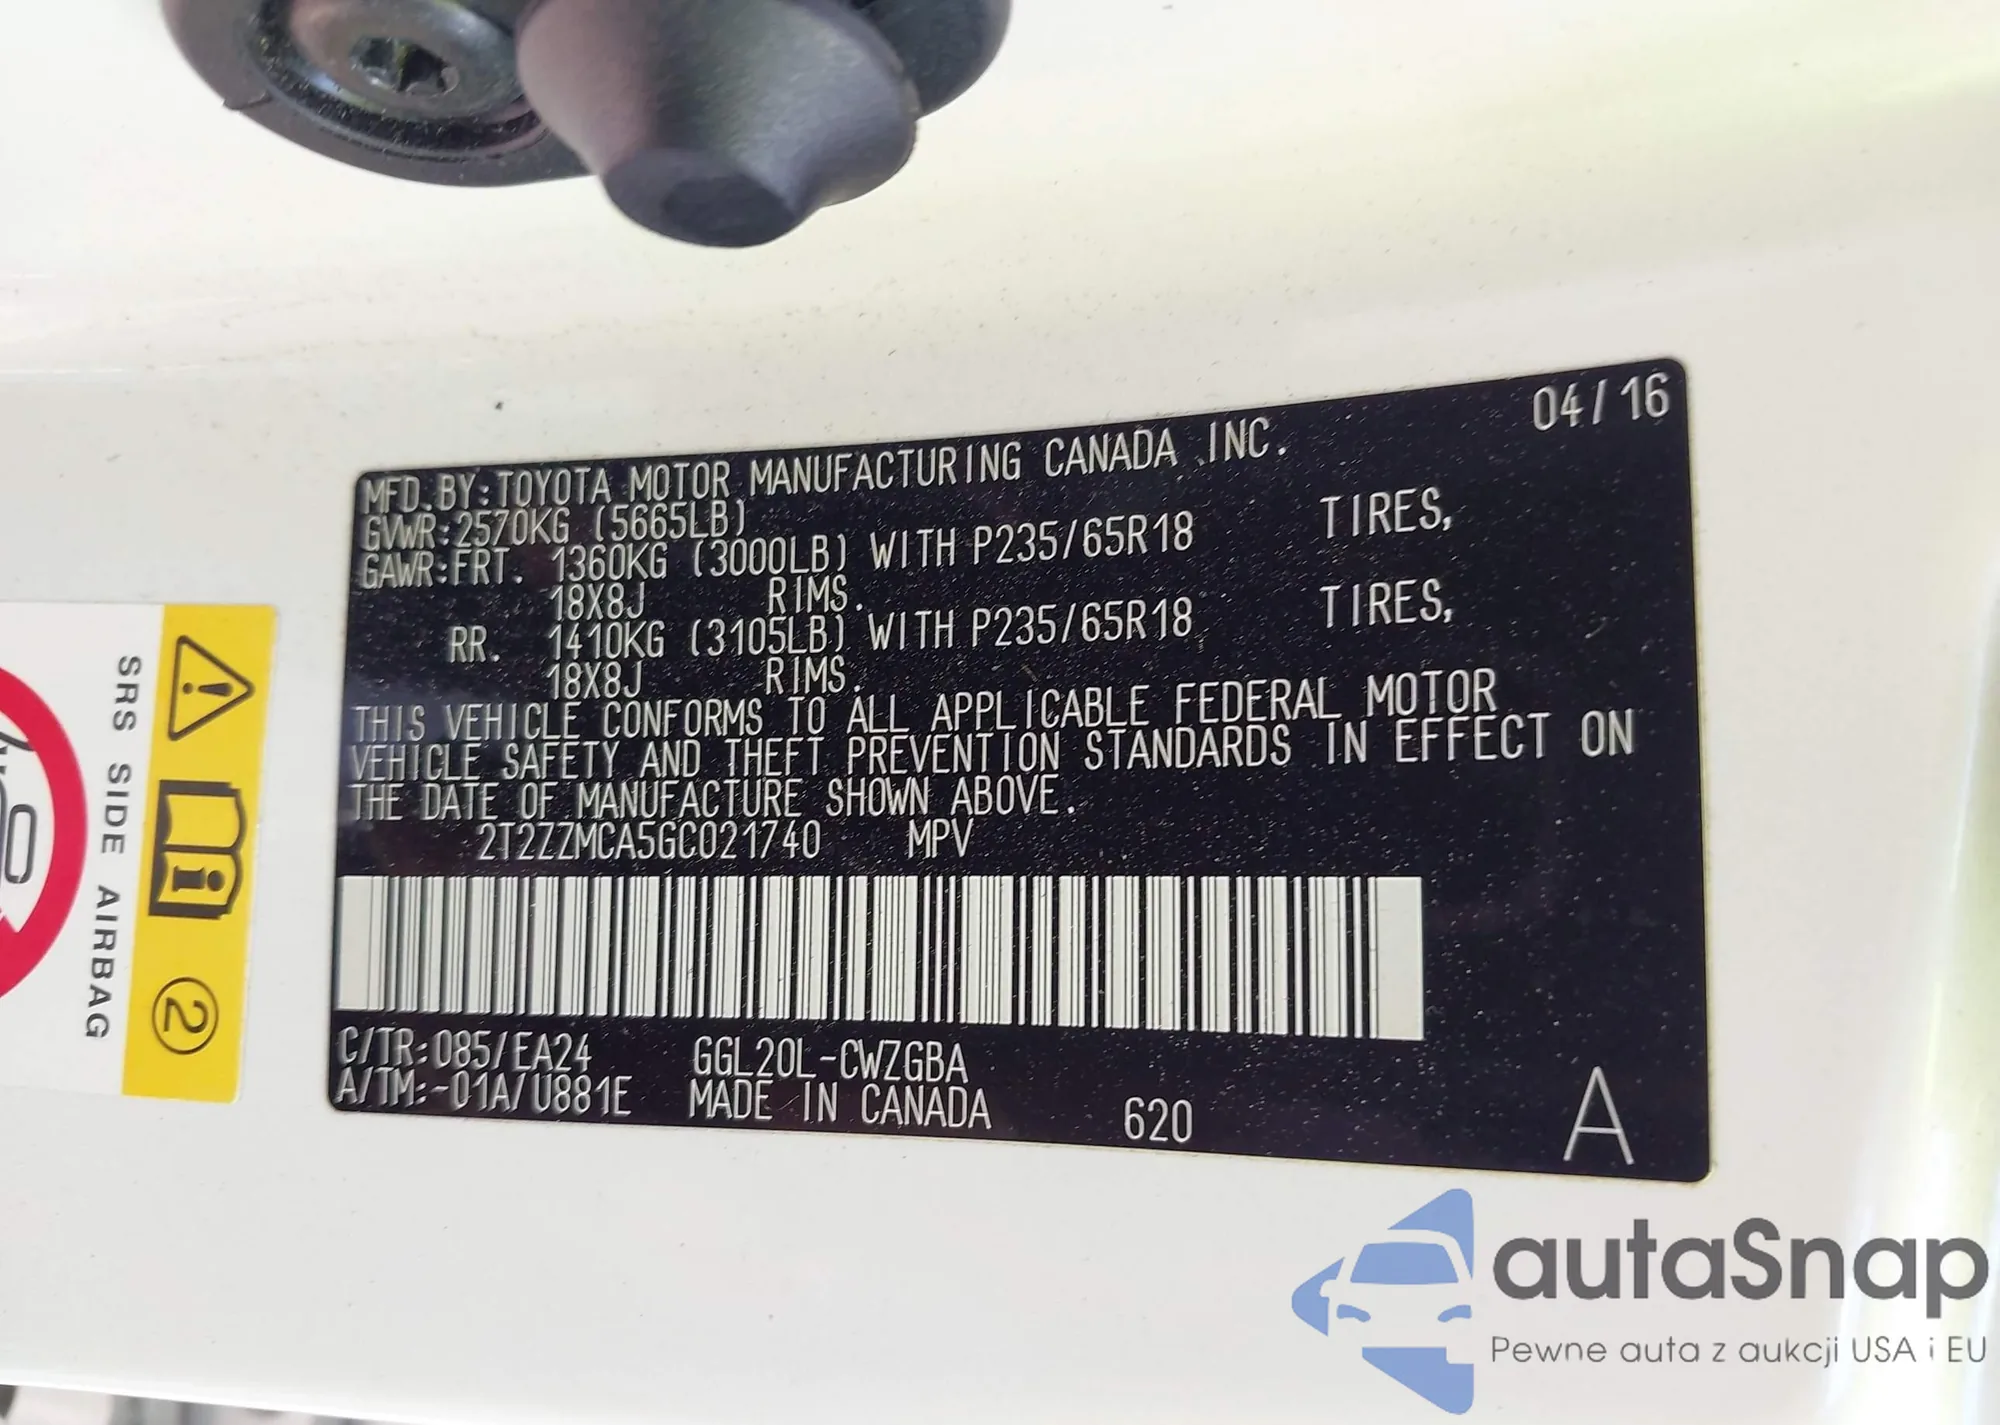 04/16
MFD.BY:TOYOTA MOTOR MANUFACTURING CANADA INC.
GVWR:2570KG (5665LB)
GAWR:FRT. 1360KG (3000LB) WITH P235/65R18 TIRES,
18X8J RIMS.
RR. 1410KG (3105LB) WITH P235/65R18 TIRES,
18X8J RIMS.
THIS VEHICLE CONFORMS TO ALL APPLICABLE FEDERAL MOTOR
VEHICLE SAFETY AND THEFT PREVENTION STANDARDS IN EFFECT ON
THE DATE OF MANUFACTURE SHOWN ABOVE.
2T2ZZMCA5GC021740 MPV
C/TR:085/EA24 GGL20L-CWZGBA
A/TM:-01A/U881E MADE IN CANADA 620 A
SRS SIDE AIRBAG
2
autaSnap
Pewne auta z aukcji USA i EU